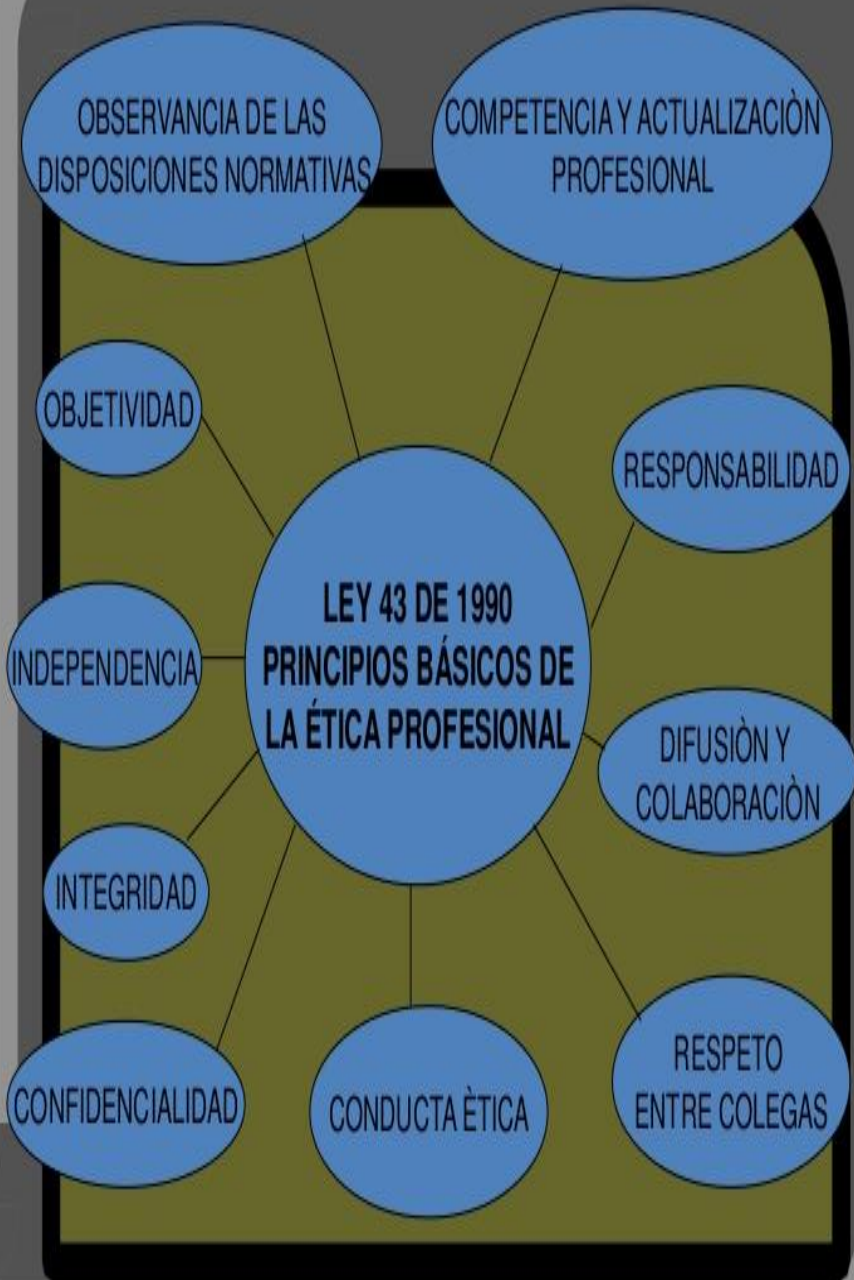 OBSERVANCIA DE LAS
DISPOSICIONES NORMATIVAS
COMPETENCIA Y ACTUALIZACIÒN
PROFESIONAL
OBJETIVIDAD
RESPONSABILIDAD
LEY 43 DE 1990
PRINCIPIOS BÁSICOS DE
LA ÉTICA PROFESIONAL
INDEPENDENCIA
DIFUSIÒN Y
COLABORACIÒN
INTEGRIDAD
CONFIDENCIALIDAD
CONDUCTA ÈTICA
RESPETO
ENTRE COLEGAS